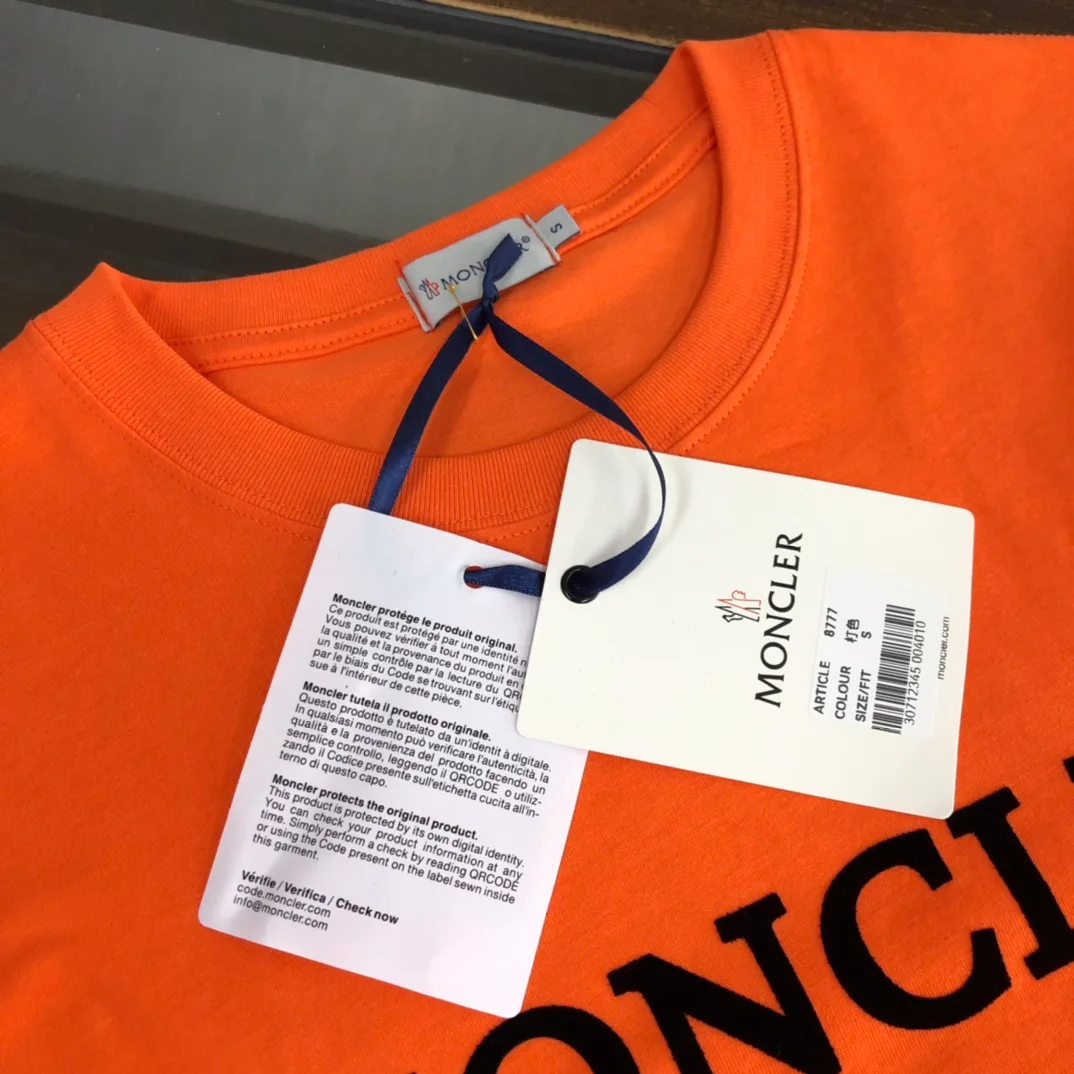 MONCLER®
S
Moncler protège le produit original.
Ce produit est protégé par une identité
Vous pouvez vérifier à tout moment
la qualité et la provenance du produit en
un simple contrôle par la lecture du
par le biais du Code se trouvant sur
sue à l'intérieur de cette pièce.
Moncler tutela il prodotto originale.
Questo prodotto è tutelato da un'identit à digitale.
In qualsiasi momento può verificare l'autenticità, la
qualità e la provenienza del prodotto facendo un
semplice controllo, leggendo il QRCODE o utiliz-
zando il Codice presente sull'etichetta cucita all'in-
terno di questo capo.
Moncler protects the original product.
This product is protected by its own digital identity.
You can check your product information at any
time. Simply perform a check by reading QRCODE
or using the Code present on the label sewn inside
this garment.
Vérifie / Verifica / Check now
code.moncler.com
info@moncler.com
MONCLER
ARTICLE 8777
COLOUR 杠色
SIZE/FIT S
30712345 004010
moncler.com
ONCL